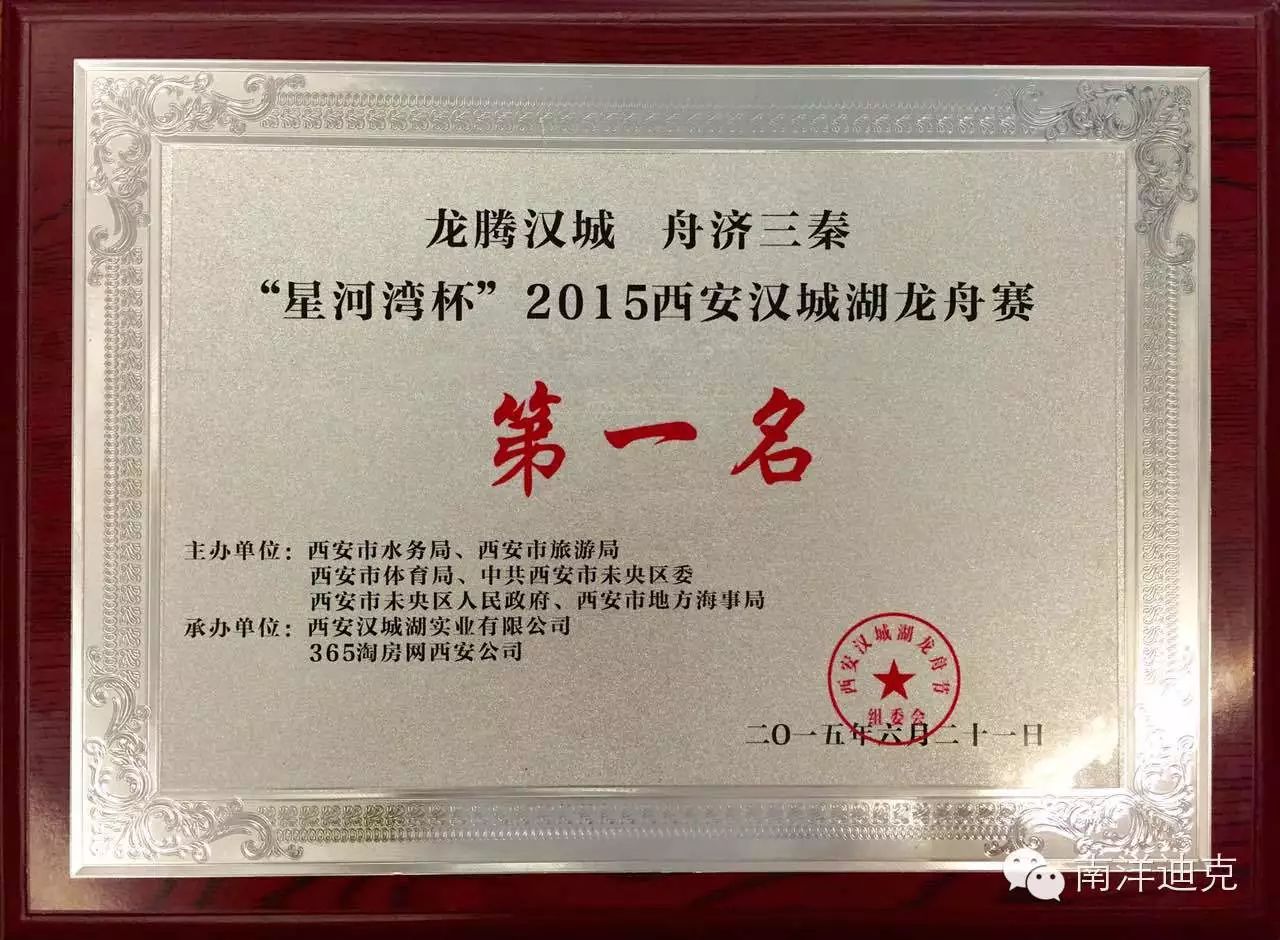 龙腾汉城 舟济三秦
“星河湾杯”2015西安汉城湖龙舟赛
第一名
主办单位：西安市水务局、西安市旅游局
西安市体育局、中共西安市未央区委
西安市未央区人民政府、西安市地方海事局
承办单位：西安汉城湖实业有限公司
365淘房网西安公司
西安汉城湖龙舟节
组委会
二〇一五年六月二十一日
南洋迪克